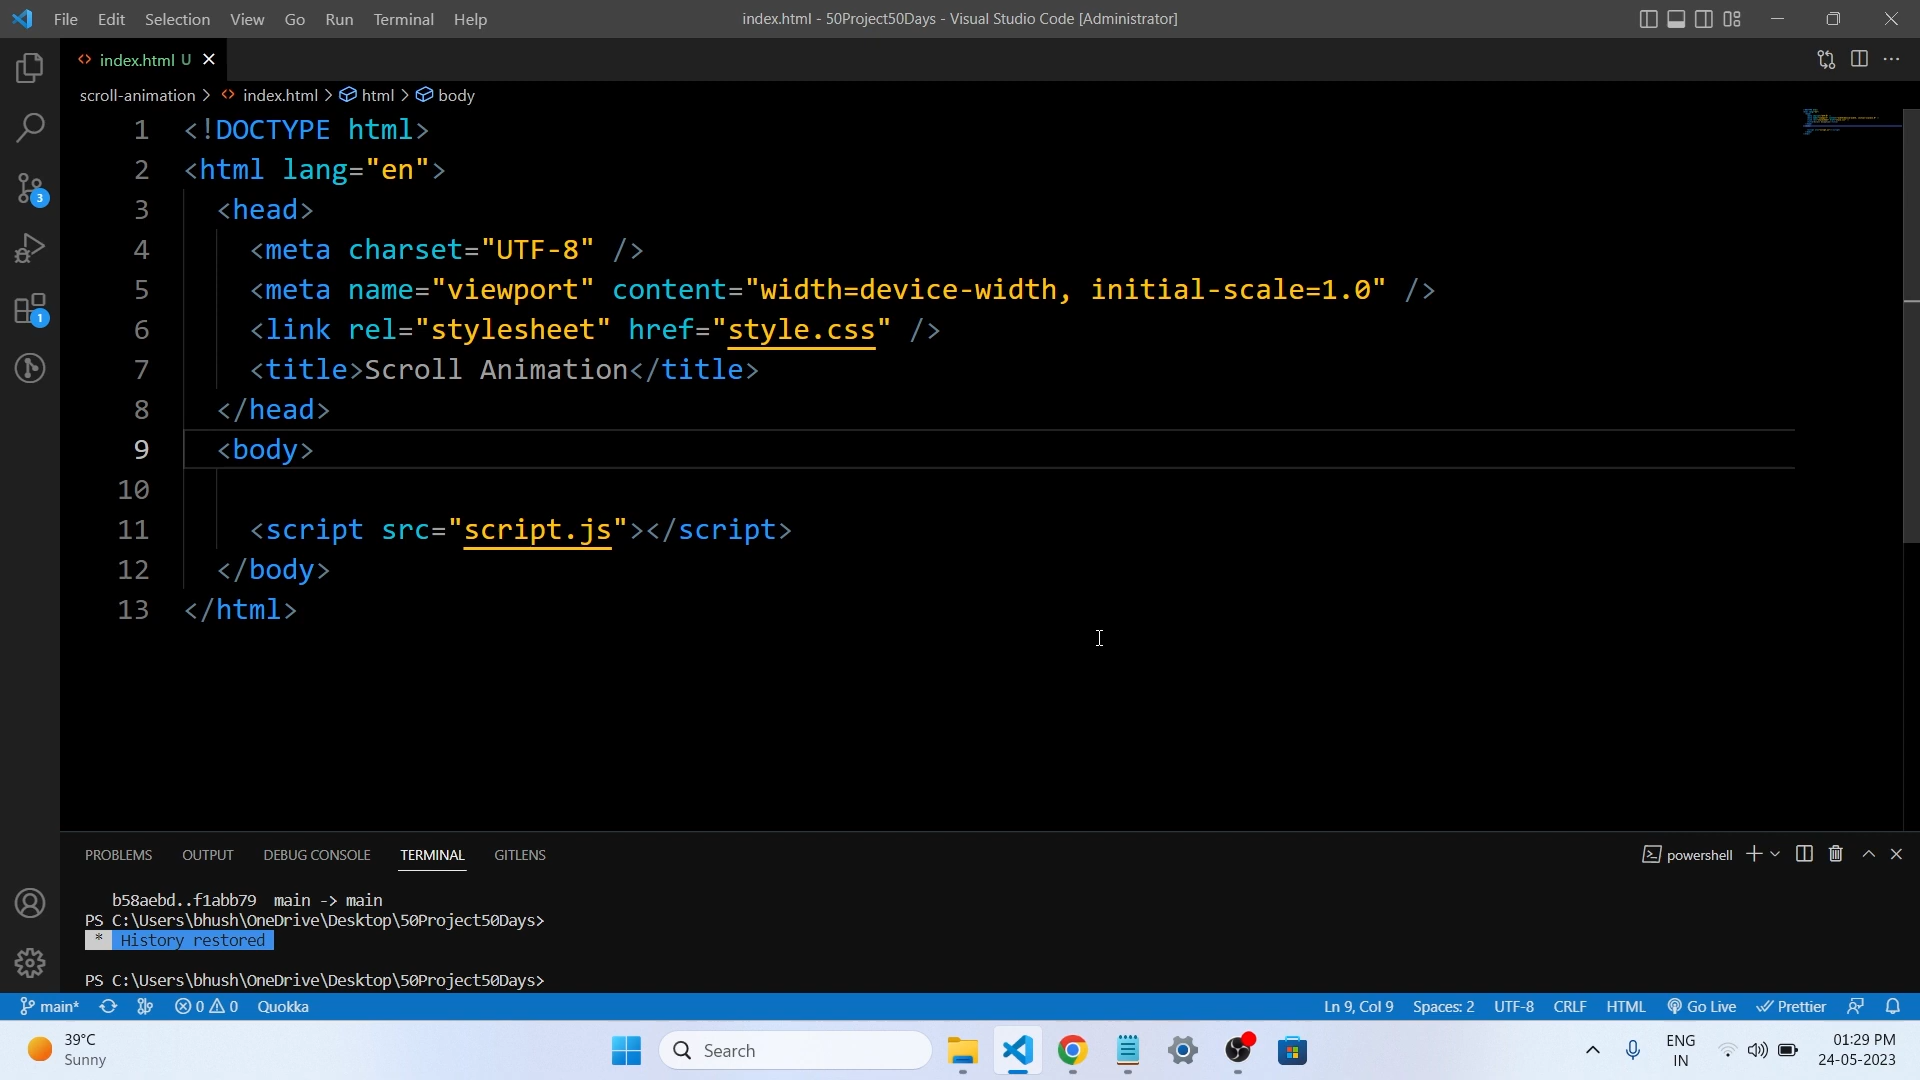 File Edit Selection View Go Run Terminal Help index.html - 50Project50Days - Visual Studio Code [Administrator]
index.html U
scroll-animation > index.html > html > body
1 <!DOCTYPE html>
2 <html lang="en">
3 <head>
4 <meta charset="UTF-8" />
5 <meta name="viewport" content="width=device-width, initial-scale=1.0" />
6 <link rel="stylesheet" href="style.css" />
7 <title>Scroll Animation</title>
8 </head>
9 <body>
10
11 <script src="script.js"></script>
12 </body>
13 </html>
3
1
PROBLEMS OUTPUT DEBUG CONSOLE TERMINAL GITLENS powershell
b58aebd..f1abb79 main -> main
PS C:\Users\bhush\OneDrive\Desktop\50Project50Days>
* History restored
PS C:\Users\bhush\OneDrive\Desktop\50Project50Days>
main* 0 0 Quokka Ln 9, Col 9 Spaces: 2 UTF-8 CRLF HTML Go Live Prettier
39°C
Sunny
Search
ENG
IN
01:29 PM
24-05-2023